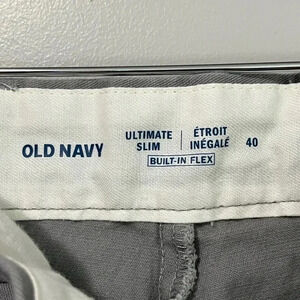 OLD NAVY
ULTIMATE SLIM
ÉTROIT INÉGALÉ
40
BUILT-IN FLEX